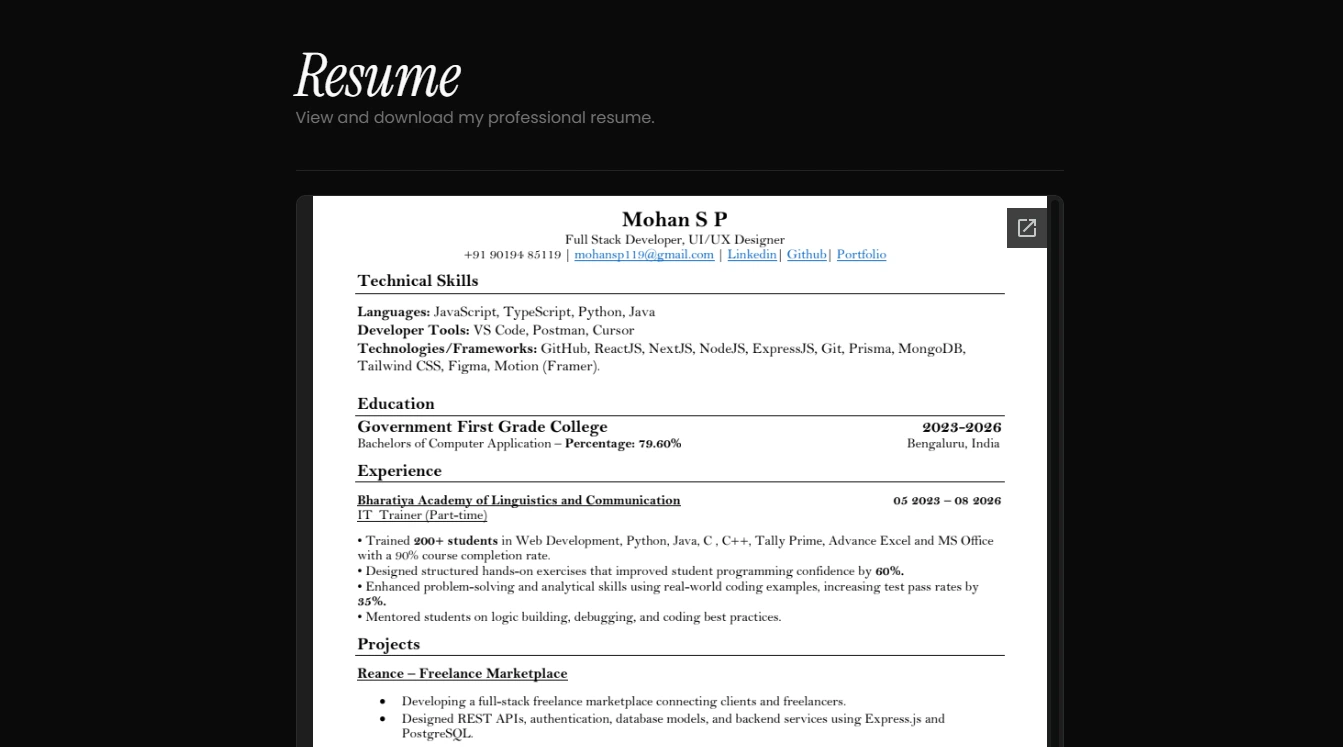 Resume
View and download my professional resume.
Mohan S P
Full Stack Developer, UI/UX Designer
+91 90194 85119 | mohansp119@gmail.com | Linkedin| Github| Portfolio
Technical Skills
Languages: JavaScript, TypeScript, Python, Java
Developer Tools: VS Code, Postman, Cursor
Technologies/Frameworks: GitHub, ReactJS, NextJS, NodeJS, ExpressJS, Git, Prisma, MongoDB,
Tailwind CSS, Figma, Motion (Framer).
Education
Government First Grade College 2023-2026
Bachelors of Computer Application – Percentage: 79.60% Bengaluru, India
Experience
Bharatiya Academy of Linguistics and Communication 05 2023 – 08 2026
IT Trainer (Part-time)
• Trained 200+ students in Web Development, Python, Java, C , C++, Tally Prime, Advance Excel and MS Office
with a 90% course completion rate.
• Designed structured hands-on exercises that improved student programming confidence by 60%.
• Enhanced problem-solving and analytical skills using real-world coding examples, increasing test pass rates by
35%.
• Mentored students on logic building, debugging, and coding best practices.
Projects
Reance – Freelance Marketplace
• Developing a full-stack freelance marketplace connecting clients and freelancers.
• Designed REST APIs, authentication, database models, and backend services using Express.js and
PostgreSQL.